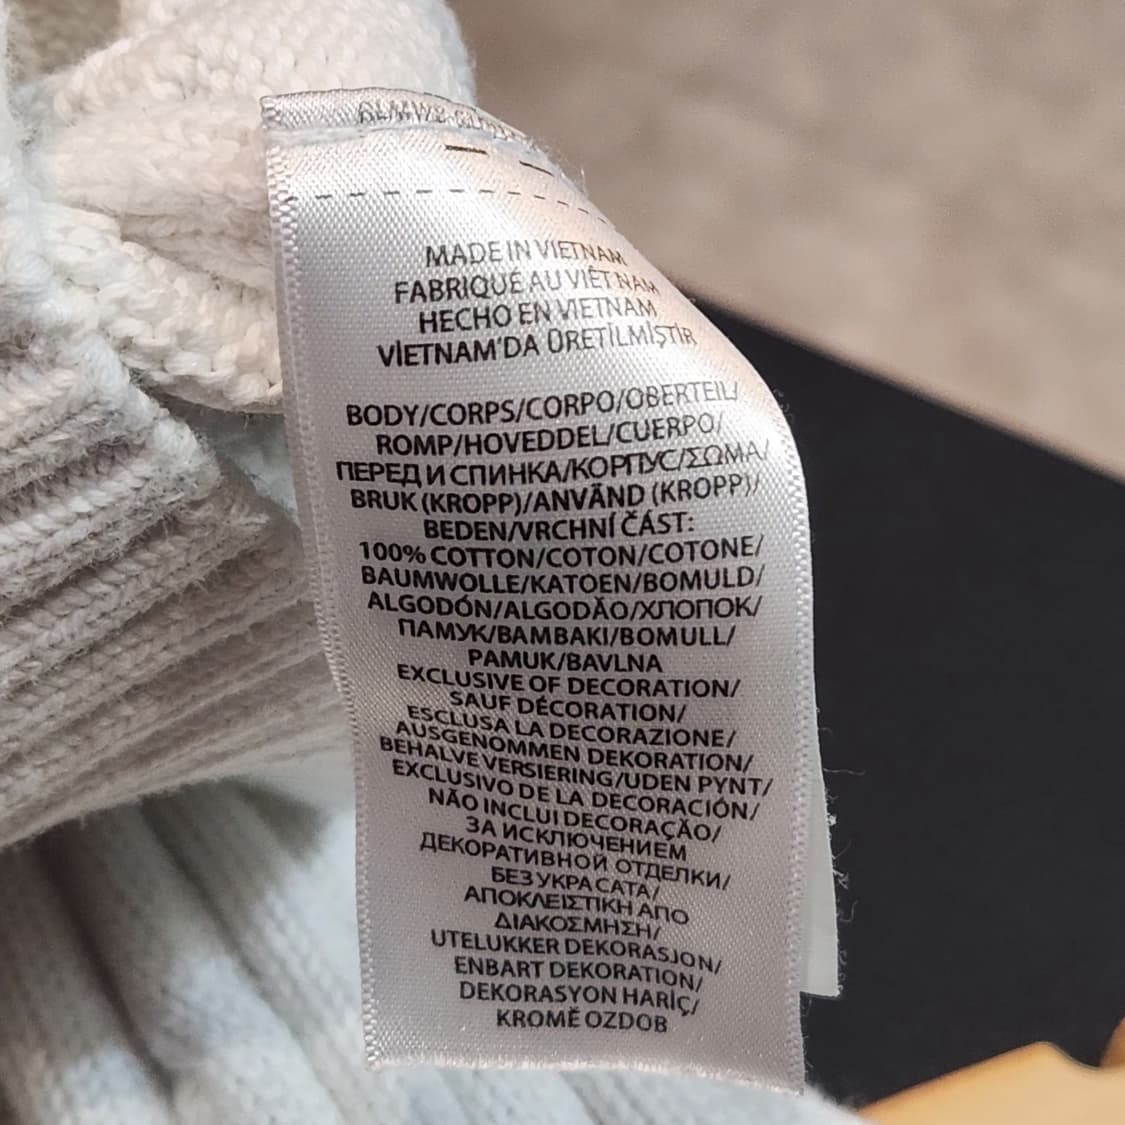 MADE IN VIETNAM
FABRIQUÉ AU VIÊT NAM
HECHO EN VIETNAM
VİETNAM'DA ÜRETİLMİŞTİR
BODY/CORPS/CORPO/OBERTEIL/
ROMP/HOVEDDEL/CUERPO/
ПЕРЕД И СПИНКА/КОРПУС/ΣΩΜΑ/
BRUK (KROPP)/ANVÄND (KROPP)/
BEDEN/VRCHNÍ ČÁST:
100% COTTON/COTON/COTONE/
BAUMWOLLE/KATOEN/BOMULD/
ALGODÓN/ALGODÃO/ХЛОПОК/
ПАМУК/BAMBAKI/BOMULL/
PAMUK/BAVLNA
EXCLUSIVE OF DECORATION/
SAUF DÉCORATION/
ESCLUSA LA DECORAZIONE/
AUSGENOMMEN DEKORATION/
BEHALVE VERSIERING/UDEN PYNT/
EXCLUSIVO DE LA DECORACIÓN/
NÃO INCLUI DECORAÇÃO/
ЗА ИСКЛЮЧЕНИЕМ
ДЕКОРАТИВНОЙ ОТДЕЛКИ/
БЕЗ УКРА САТА/
ΑΠΟΚΛΕΙΣΤΙΚΗ ΑΠΟ
ΔΙΑΚΟΣΜΗΣΗ/
UTELUKKER DEKORASJON/
ENBART DEKORATION/
DEKORASYON HARİÇ/
KROMĚ OZDOB